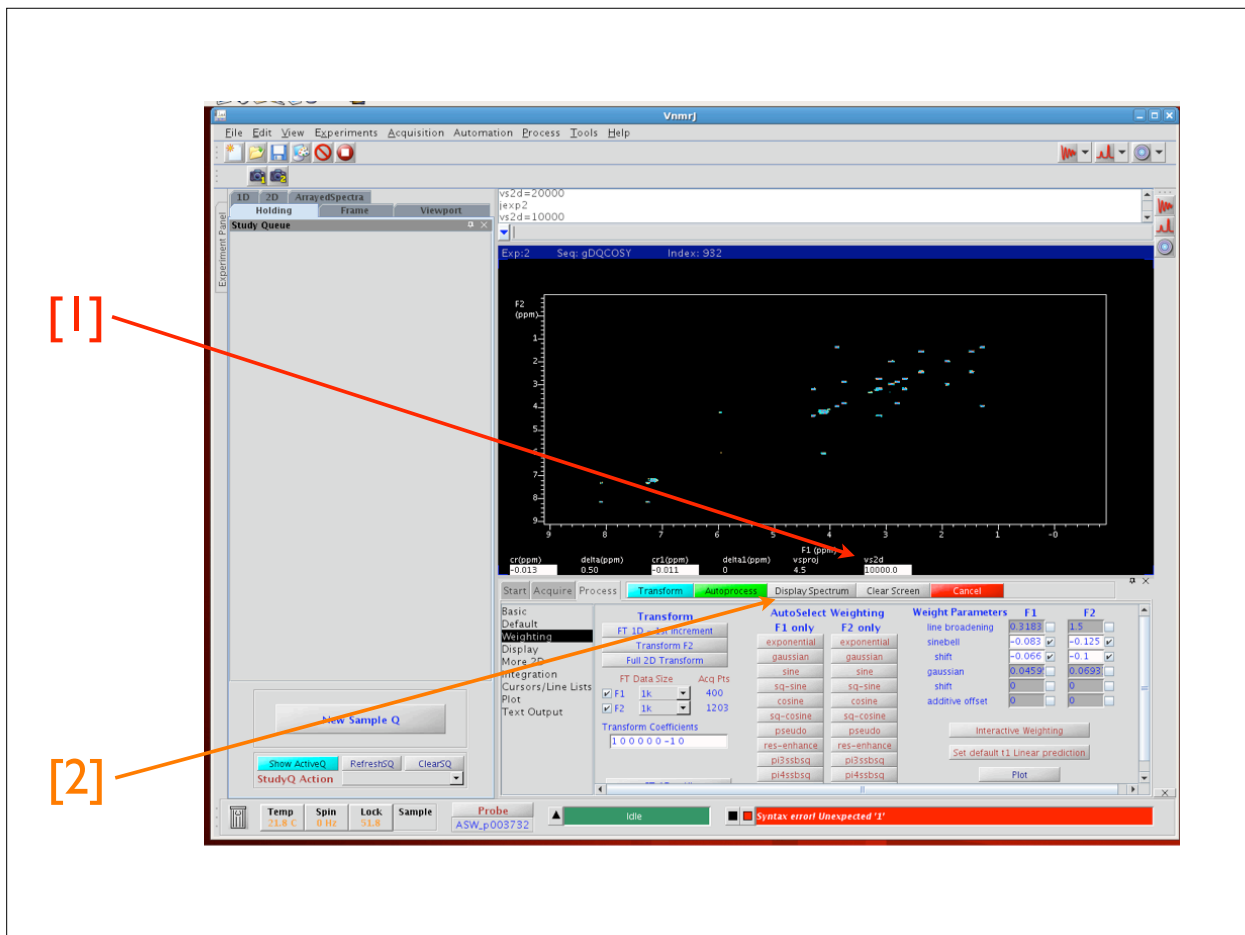 VnmrJ
File Edit View Experiments Acquisition Automation Process Tools Help
1 2
1D 2D ArrayedSpectra
Holding Frame Viewport
Study Queue
Experiment Panel
vs2d=20000
jexp2
vs2d=10000
Exp:2 Seq: gDQCOSY Index: 932
[1]
F2
(ppm)
1
2
3
4
5
6
7
8
9
9 8 7 6 5 4 3 2 1 -0
F1 (ppm)
cr(ppm) delta(ppm) cr1(ppm) delta1(ppm) vsproj vs2d
-0.013 0.50 -0.011 0 4.5 10000.0
Start Acquire Process Transform Autoprocess Display Spectrum Clear Screen Cancel
Basic
Default
Weighting
Display
More 2D
Integration
Cursors/Line Lists
Plot
Text Output
Transform
FT 1D - 1st Increment
Transform F2
Full 2D Transform
FT Data Size Acq Pts
F1 1k 400
F2 1k 1203
Transform Coefficients
1 0 0 0 0 0 -1 0
AutoSelect Weighting
F1 only F2 only
exponential exponential
gaussian gaussian
sine sine
sq-sine sq-sine
cosine cosine
sq-cosine sq-cosine
pseudo pseudo
res-enhance res-enhance
pi3ssbsq pi3ssbsq
pi4ssbsq pi4ssbsq
Weight Parameters F1 F2
line broadening 0.3183 1.5
sinebell -0.083 -0.125
shift -0.066 -0.1
gaussian 0.0459 0.0693
shift 0 0
additive offset 0 0
Interactive Weighting
Set default t1 Linear prediction
Plot
[2]
New Sample Q
Show ActiveQ RefreshSQ ClearSQ
StudyQ Action
Temp Spin Lock Sample Probe
21.8 C 0 Hz 51.8 ASW_p003732
Idle
Syntax error! Unexpected '1'